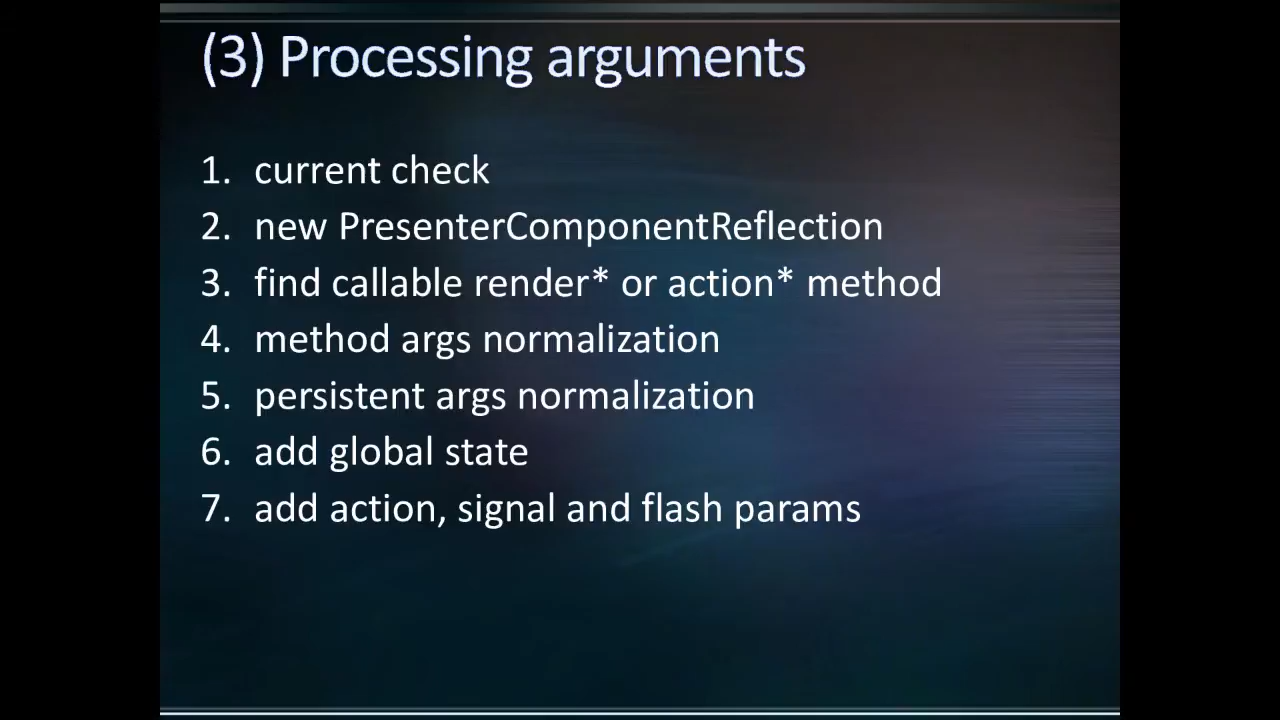 (3) Processing arguments
1. current check
2. new PresenterComponentReflection
3. find callable render* or action* method
4. method args normalization
5. persistent args normalization
6. add global state
7. add action, signal and flash params